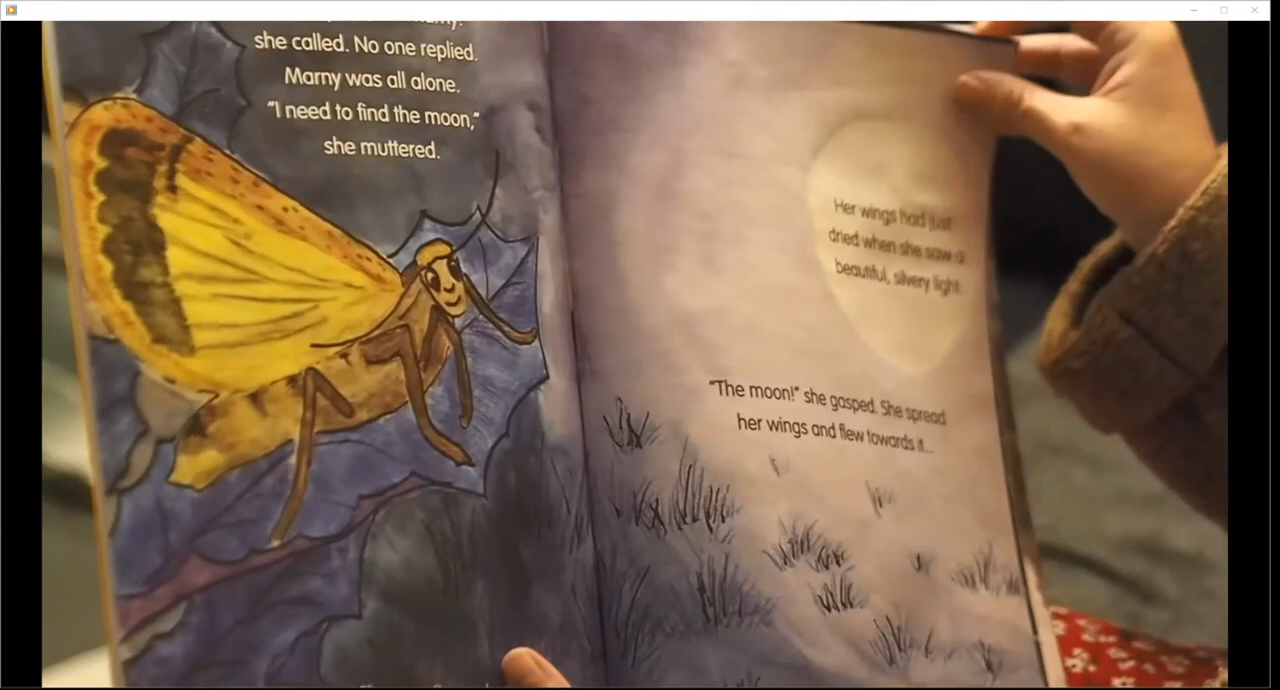 she called. No one replied.
Marny was all alone.
"I need to find the moon,"
she muttered.
Her wings had just
dried when she saw a
beautiful, silvery light.
"The moon!" she gasped. She spread
her wings and flew towards it...